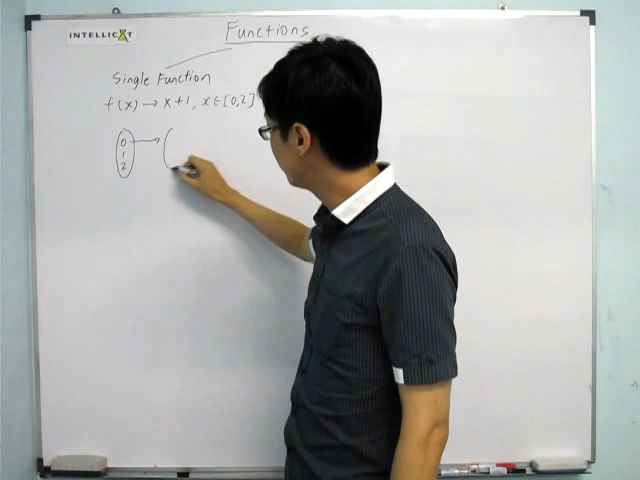 INTELLICXT
Functions
Single Function
f(x) → x+1, x∈[0,2]
0
1
2